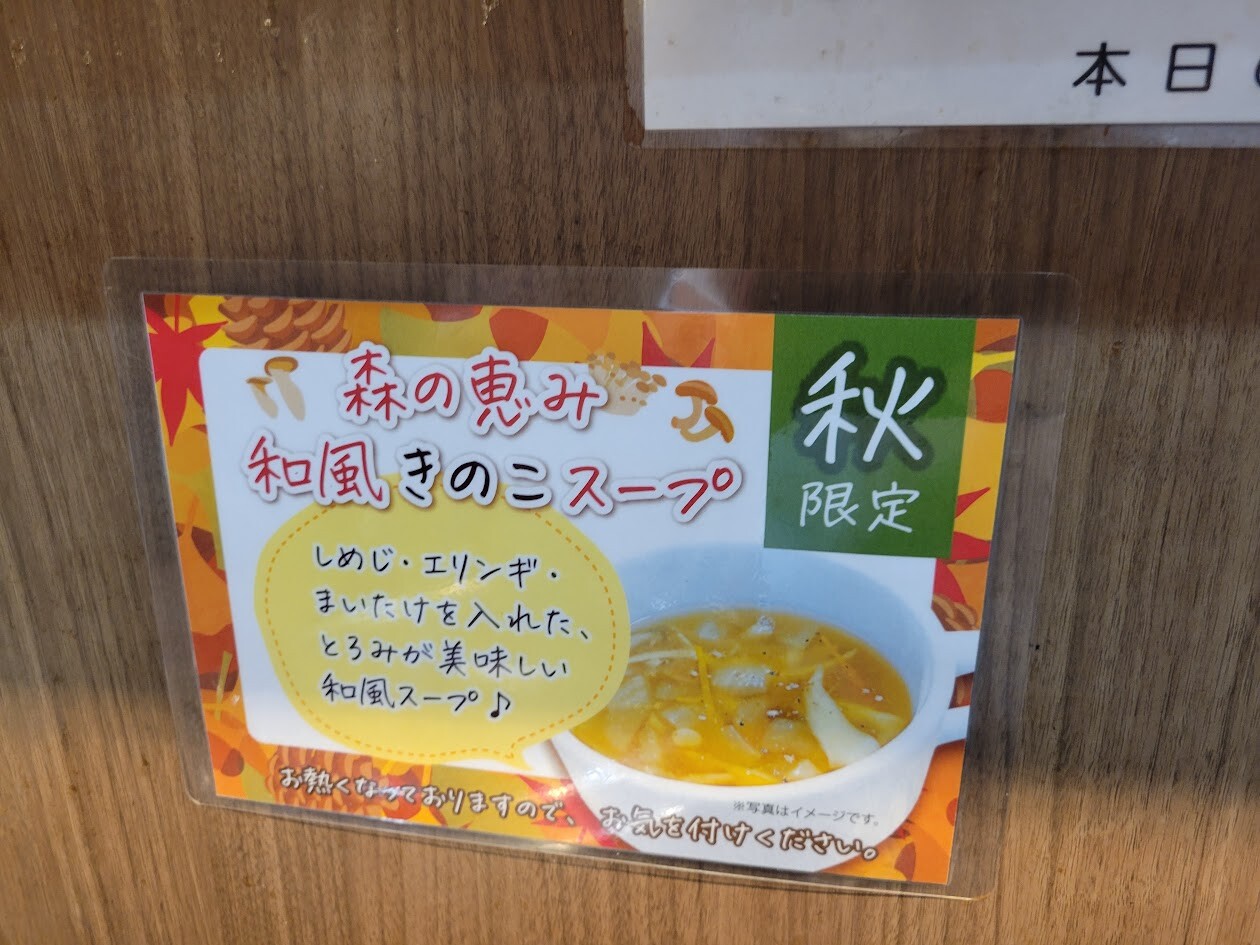 本日
秋
限定
森の恵み
和風きのこスープ
しめじ・エリンギ・
まいたけを入れた、
とろみが美味しい
和風スープ♪
※写真はイメージです。
お熱くなっておりますので、お気を付けください。